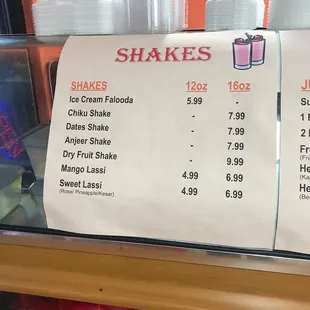 SHAKES
SHAKES 12oz 16oz
Ice Cream Falooda 5.99 -
Chiku Shake - 7.99
Dates Shake - 7.99
Anjeer Shake - 7.99
Dry Fruit Shake - 9.99
Mango Lassi 4.99 6.99
Sweet Lassi 4.99 6.99
(Rose/ Pineapple/Kesar)